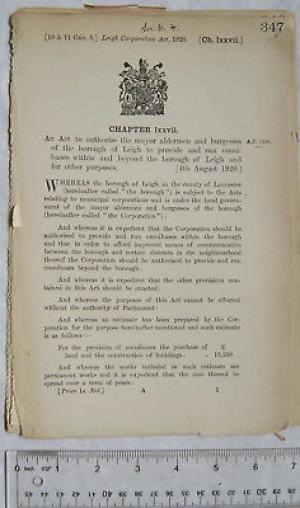 347
[10 & 11 Geo. 5.] Leigh Corporation Act, 1920. [Ch. lxxvii.]
CHAPTER lxxvii.
An Act to authorise the mayor aldermen and burgesses A.D. 1920.
of the borough of Leigh to provide and run omni-
buses within and beyond the borough of Leigh and
for other purposes. [4th August 1920.]
WHEREAS the borough of Leigh in the county of Lancaster
(hereinafter called "the borough") is subject to the Acts
relating to municipal corporations and is under the local govern-
ment of the mayor aldermen and burgesses of the borough
(hereinafter called "the Corporation"):
And whereas it is expedient that the Corporation should be
authorised to provide and run omnibuses within the borough
and that in order to afford improved means of communication
between the borough and certain districts in the neighbourhood
thereof the Corporation should be authorised to provide and run
omnibuses beyond the borough:
And whereas it is expedient that the other provisions con-
tained in this Act should be enacted:
And whereas the purposes of this Act cannot be effected
without the authority of Parliament:
And whereas an estimate has been prepared by the Cor-
poration for the purpose hereinafter mentioned and such estimate
is as follows:—
For the provision of omnibuses the purchase of £
land and the construction of buildings - 15,250
And whereas the works included in such estimate are
permanent works and it is expedient that the cost thereof be
spread over a term of years:
[Price 1s. Net.] A 1
0 inch 1 2 3 4 5 6 7